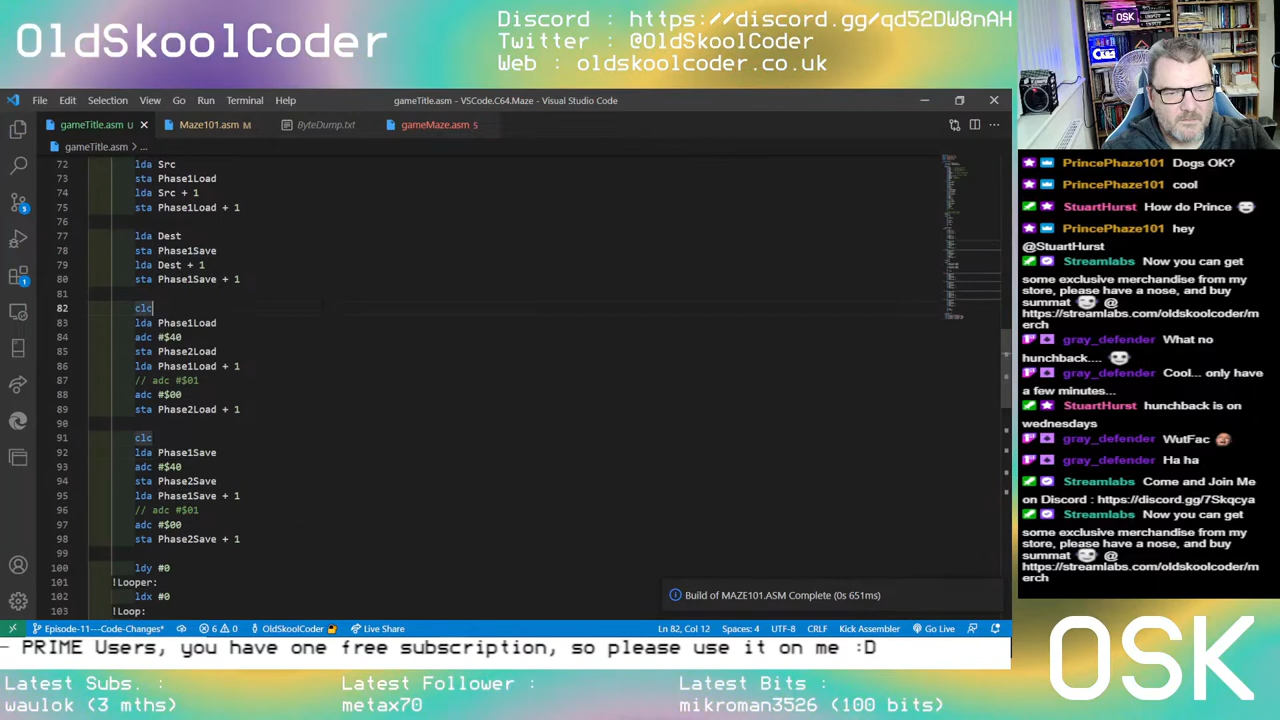 OldSkoolCoder
Discord : https://discord.gg/qd52DW8nAH
Twitter : @OldSkoolCoder
Web : oldskoolcoder.co.uk
OSK
File Edit Selection View Go Run Terminal Help
gameTitle.asm - VSCode.C64.Maze - Visual Studio Code
gameTitle.asm U
Maze101.asm M
ByteDump.txt
gameMaze.asm 5
gameTitle.asm > ...
72 lda Src
73 sta Phase1Load
74 lda Src + 1
75 sta Phase1Load + 1
76
77 lda Dest
78 sta Phase1Save
79 lda Dest + 1
80 sta Phase1Save + 1
81
82 clc
83 lda Phase1Load
84 adc #$40
85 sta Phase2Load
86 lda Phase1Load + 1
87 // adc #$01
88 adc #$00
89 sta Phase2Load + 1
90
91 clc
92 lda Phase1Save
93 adc #$40
94 sta Phase2Save
95 lda Phase1Save + 1
96 // adc #$01
97 adc #$00
98 sta Phase2Save + 1
99
100 ldy #0
101 !Looper:
102 ldx #0
103 !Loop:
Build of MAZE101.ASM Complete (0s 651ms)
Episode-11---Code-Changes* 6 0 OldSkoolCoder Live Share
Ln 82, Col 12 Spaces: 4 UTF-8 CRLF Kick Assembler Go Live
PrincePhaze101 Dogs OK?
PrincePhaze101 cool
StuartHurst How do Prince
PrincePhaze101 hey
@StuartHurst
Streamlabs Now you can get
some exclusive merchandise from my
store, please have a nose, and buy
summat @
https://streamlabs.com/oldskoolcoder/m
erch
gray_defender What no
hunchback....
gray_defender Cool... only have
a few minutes...
StuartHurst hunchback is on
wednesdays
gray_defender WutFac
gray_defender Ha ha
Streamlabs Come and Join Me
on Discord : https://discord.gg/7Skqcya
Streamlabs Now you can get
some exclusive merchandise from my
store, please have a nose, and buy
summat @
https://streamlabs.com/oldskoolcoder/m
erch
- PRIME Users, you have one free subscription, so please use it on me :D
Latest Subs. :
waulok (3 mths)
Latest Follower :
metax70
Latest Bits :
mikroman3526 (100 bits)
OSK